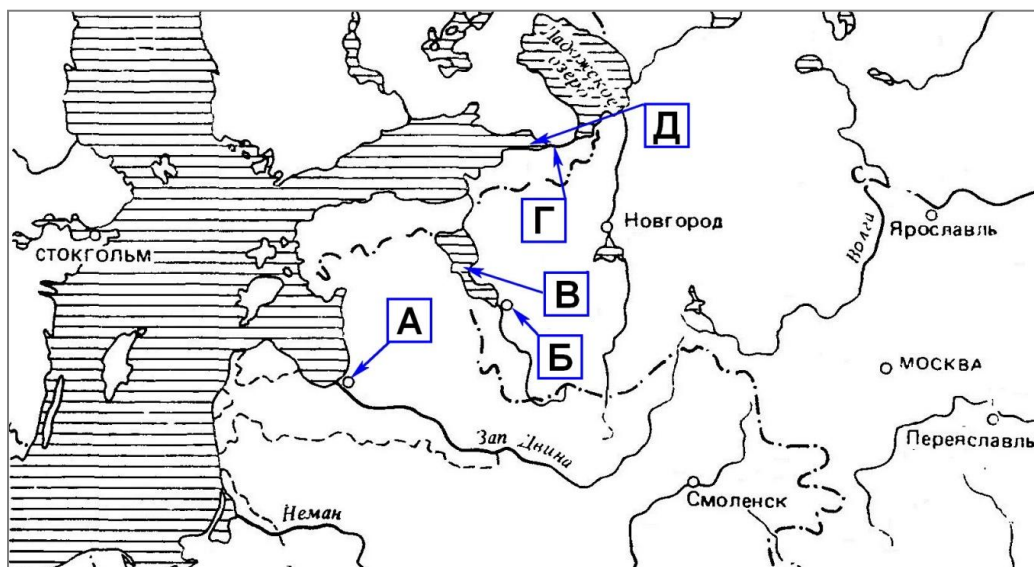 Ладожское
озеро
Д
Г
Новгород
СТОКГОЛЬМ
Ярославль
Волга
В
А
Б
МОСКВА
Переяславль
Зап Двина
Смоленск
Неман